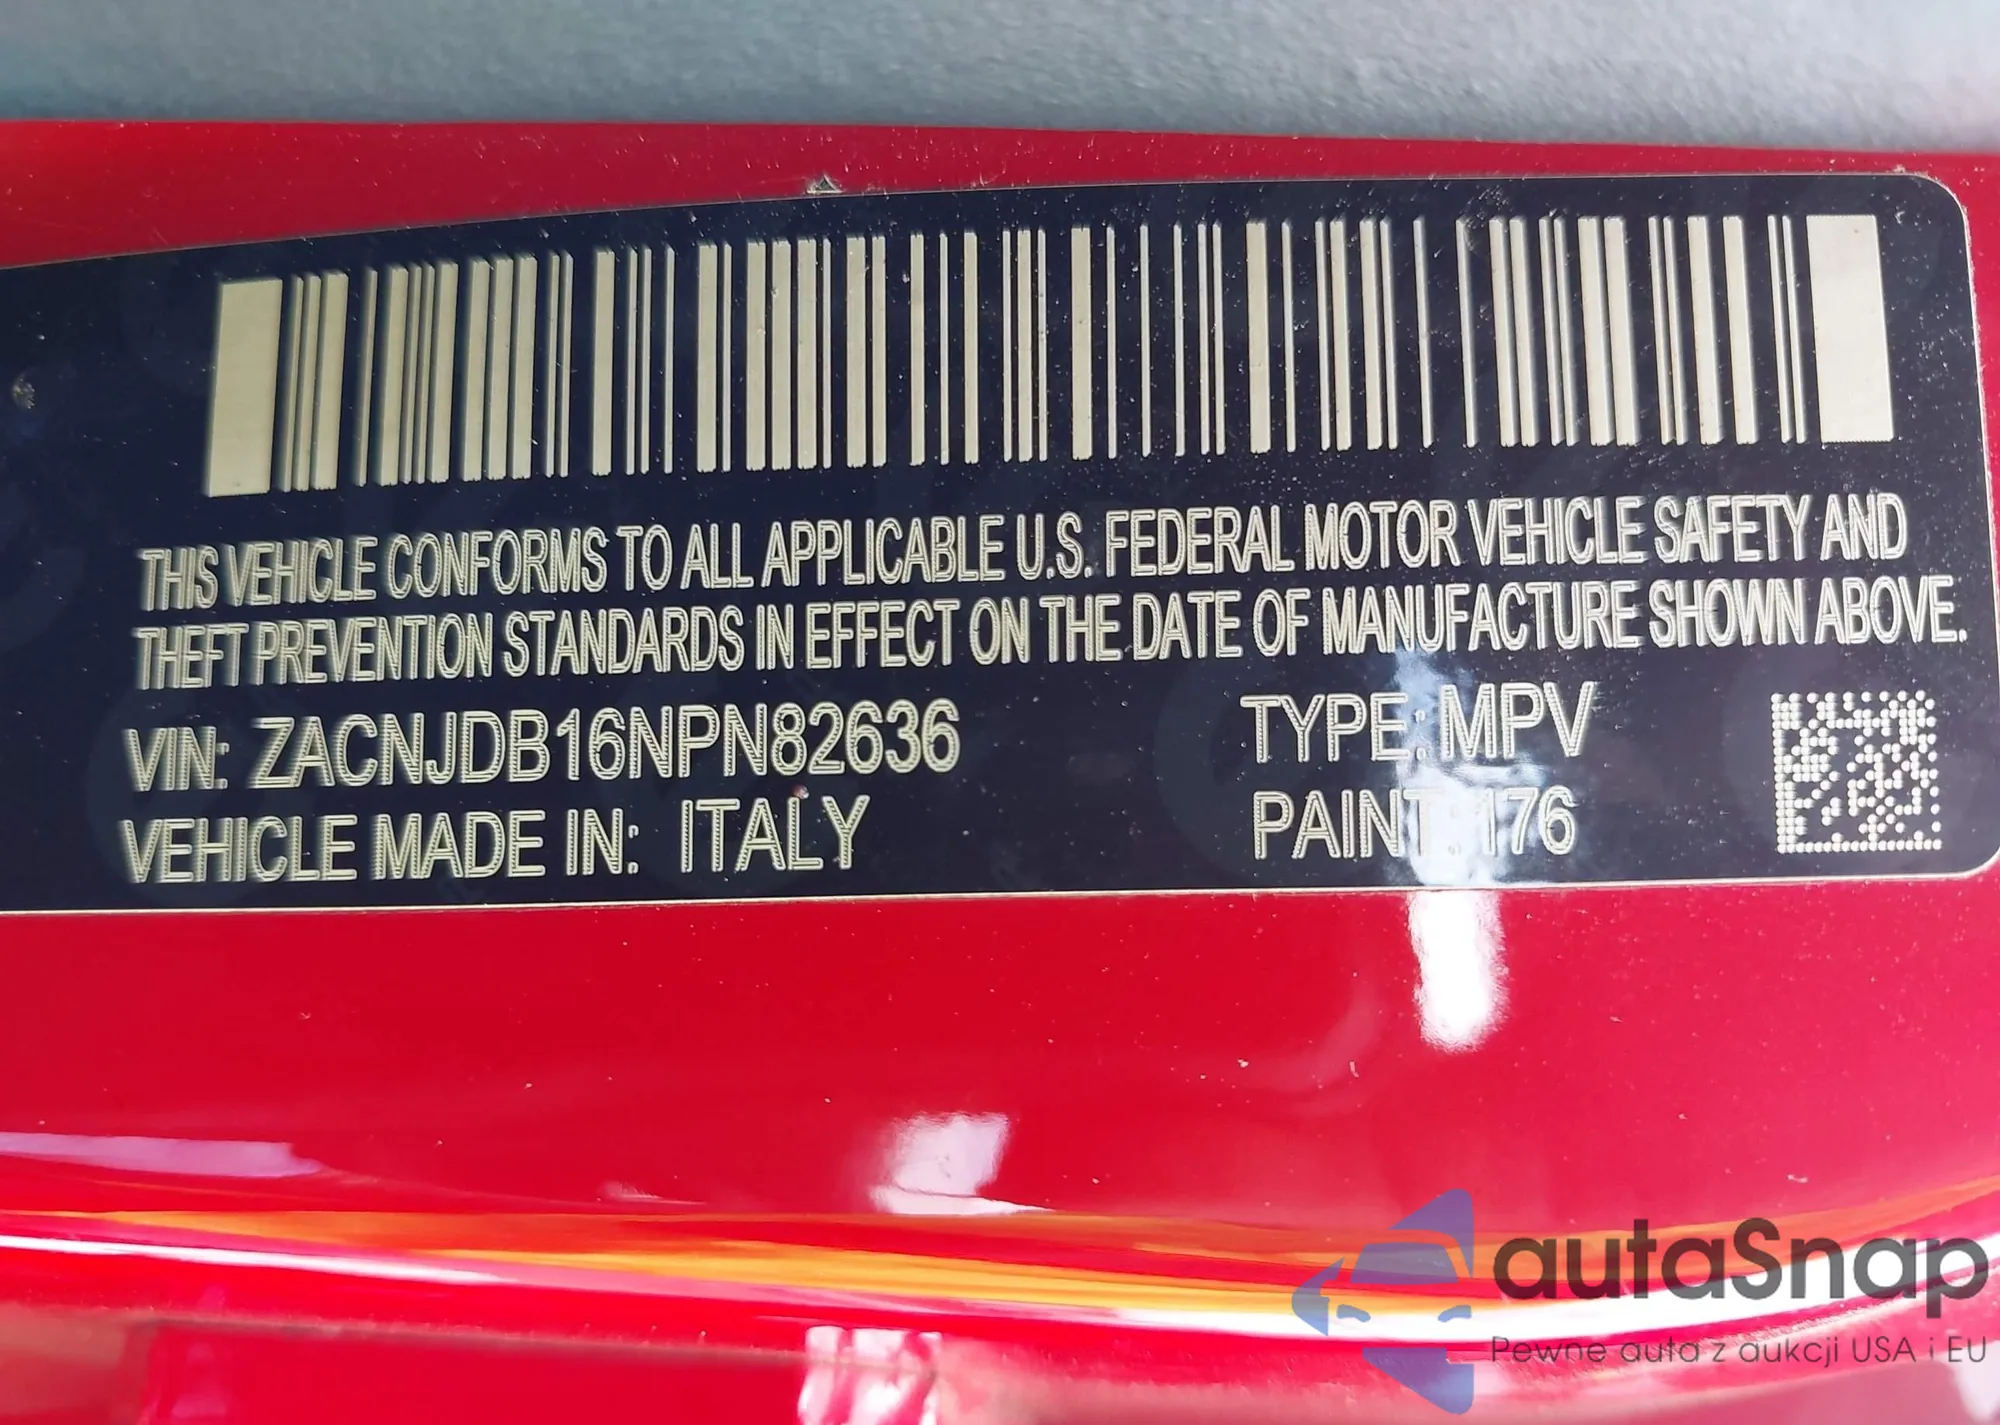 THIS VEHICLE CONFORMS TO ALL APPLICABLE U.S. FEDERAL MOTOR VEHICLE SAFETY AND
THEFT PREVENTION STANDARDS IN EFFECT ON THE DATE OF MANUFACTURE SHOWN ABOVE.
VIN: ZACNJDB16NPN82636 TYPE: MPV
VEHICLE MADE IN: ITALY PAINT: 176
autaSnap
Pewne auta z aukcji USA i EU